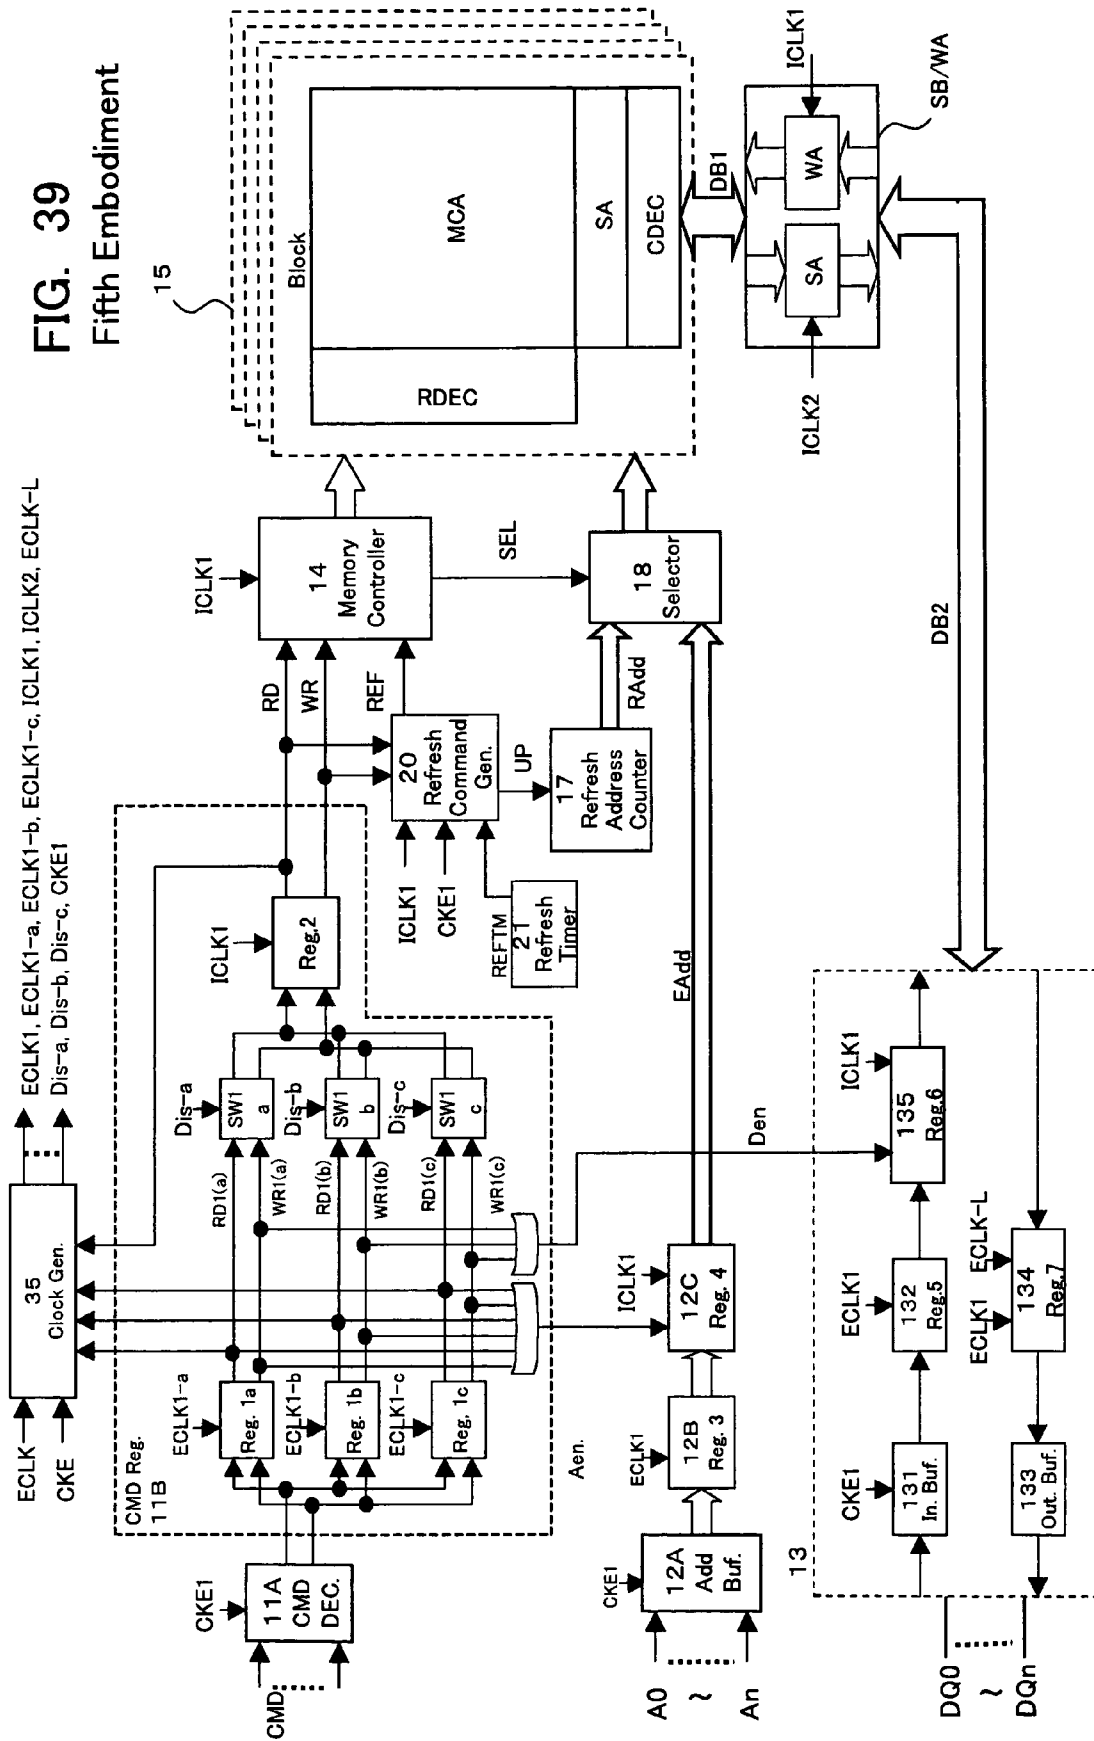 FIG. 39
Fifth Embodiment
ECLK
CKE
35
Clock Gen.
ECLK1, ECLK1-a, ECLK1-b, ECLK1-c, ICLK1, ICLK2, ECLK-L
Dis-a, Dis-b, Dis-c, CKE1
CMD Reg.
11B
CMD
CKE1
11A
CMD
DEC.
ECLK1-a
Reg. 1a
ECLK1-b
Reg. 1b
ECLK1-c
Reg. 1c
RD1(a)
WR1(a)
RD1(b)
WR1(b)
RD1(c)
WR1(c)
Dis-a
SW1
a
Dis-b
SW1
b
Dis-c
SW1
c
ICLK1
Reg.2
RD
WR
REF
ICLK1
14
Memory
Controller
ICLK1
CKE1
20
Refresh
Command
Gen.
REFTM
21
Refresh
Timer
UP
17
Refresh
Address
Counter
RAdd
SEL
18
Selector
15
Block
MCA
RDEC
SA
CDEC
DB1
ICLK1
WA
SA
ICLK2
SB/WA
Aen.
A0
~
An
CKE1
12A
Add
Buf.
ECLK1
12B
Reg. 3
ICLK1
12C
Reg. 4
EAdd
Den
DB2
13
DQ0
~
DQn
CKE1
131
In. Buf.
ECLK1
132
Reg.5
ICLK1
135
Reg.6
133
Out. Buf.
ECLK1
ECLK-L
134
Reg.7